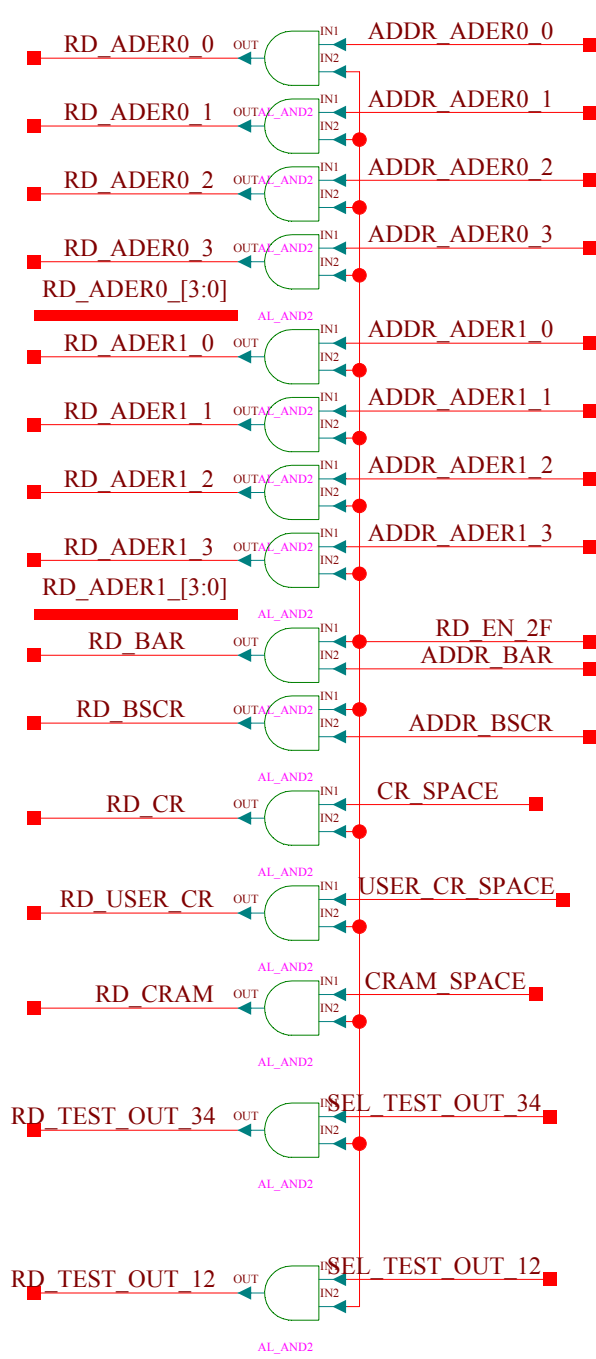 RD_ADER0_0 OUT IN1 ADDR_ADER0_0
IN2
AL_AND2
RD_ADER0_1 OUT IN1 ADDR_ADER0_1
IN2
AL_AND2
RD_ADER0_2 OUT IN1 ADDR_ADER0_2
IN2
AL_AND2
RD_ADER0_3 OUT IN1 ADDR_ADER0_3
IN2
RD_ADER0_[3:0]
AL_AND2
RD_ADER1_0 OUT IN1 ADDR_ADER1_0
IN2
AL_AND2
RD_ADER1_1 OUT IN1 ADDR_ADER1_1
IN2
AL_AND2
RD_ADER1_2 OUT IN1 ADDR_ADER1_2
IN2
AL_AND2
RD_ADER1_3 OUT IN1 ADDR_ADER1_3
IN2
RD_ADER1_[3:0]
AL_AND2
RD_BAR OUT IN1 RD_EN_2F
IN2 ADDR_BAR
AL_AND2
RD_BSCR OUT IN1
IN2 ADDR_BSCR
AL_AND2
RD_CR OUT IN1 CR_SPACE
IN2
AL_AND2
RD_USER_CR OUT IN1 USER_CR_SPACE
IN2
AL_AND2
RD_CRAM OUT IN1 CRAM_SPACE
IN2
AL_AND2
RD_TEST_OUT_34 OUT IN1 SEL_TEST_OUT_34
IN2
AL_AND2
RD_TEST_OUT_12 OUT IN1 SEL_TEST_OUT_12
IN2
AL_AND2